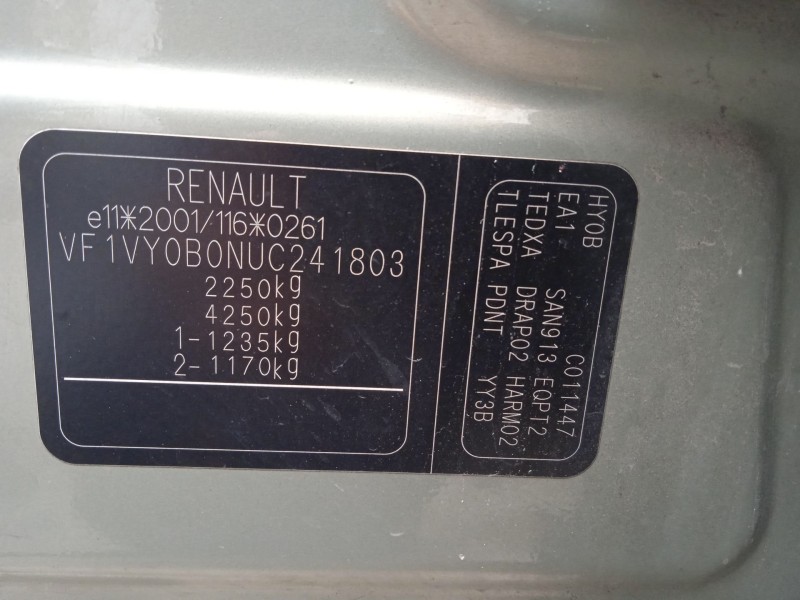 RENAULT
e11*2001/116*0261
VF1VY0B0NUC241803
2250kg
4250kg
1-1235kg
2-1170kg
HY0B C011447
EA1 SAN913 EQPT2
TEDXA DRAP02 HARM02
TLESPA PDNT YY3B